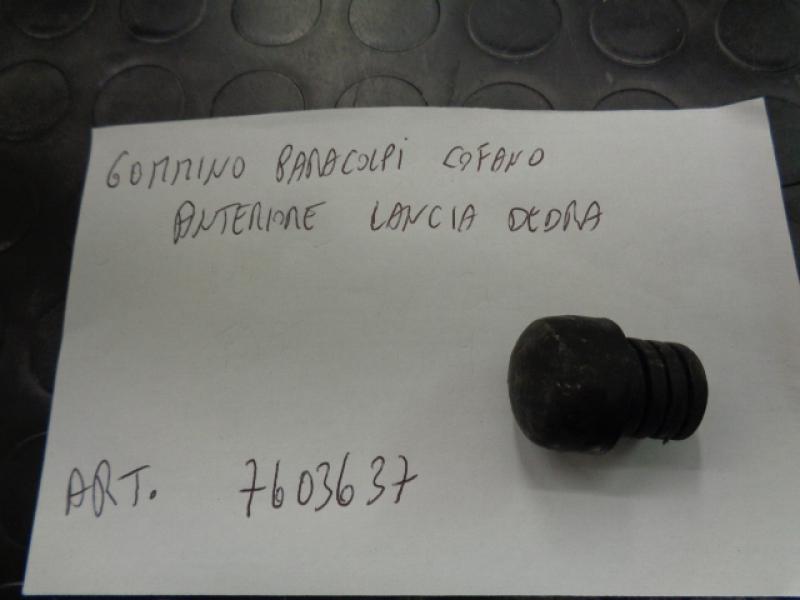 GOMMINO PARACOLPi COFANO
ANTERIORE LANCIA DEDRA
ART. 7603637